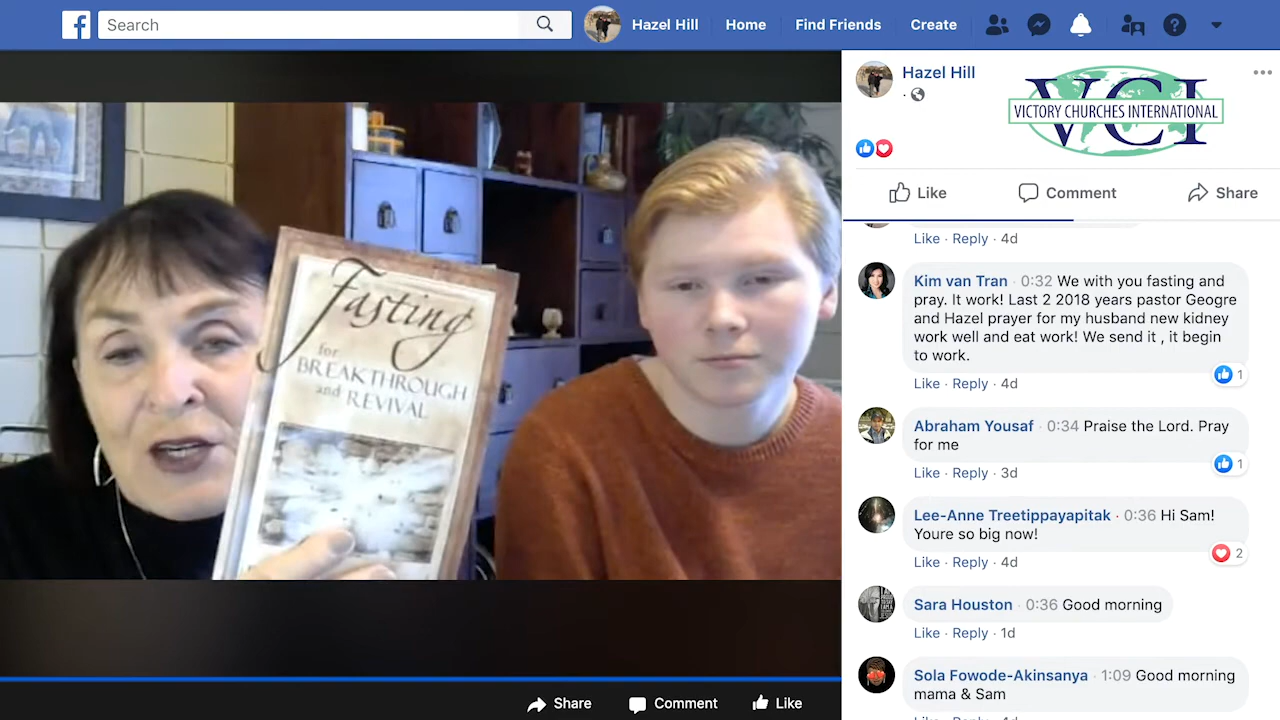 Search
Hazel Hill
Home
Find Friends
Create
Fasting
for
BREAKTHROUGH
and REVIVAL
Share
Comment
Like
Hazel Hill
VCI
VICTORY CHURCHES INTERNATIONAL
Like
Comment
Share
Like · Reply · 4d
Kim van Tran · 0:32 We with you fasting and
pray. It work! Last 2 2018 years pastor Geogre
and Hazel prayer for my husband new kidney
work well and eat work! We send it , it begin
to work.
1
Like · Reply · 4d
Abraham Yousaf · 0:34 Praise the Lord. Pray
for me
1
Like · Reply · 3d
Lee-Anne Treetippayapitak · 0:36 Hi Sam!
Youre so big now!
2
Like · Reply · 4d
Sara Houston · 0:36 Good morning
Like · Reply · 1d
Sola Fowode-Akinsanya · 1:09 Good morning
mama & Sam
Like · Reply · 4d